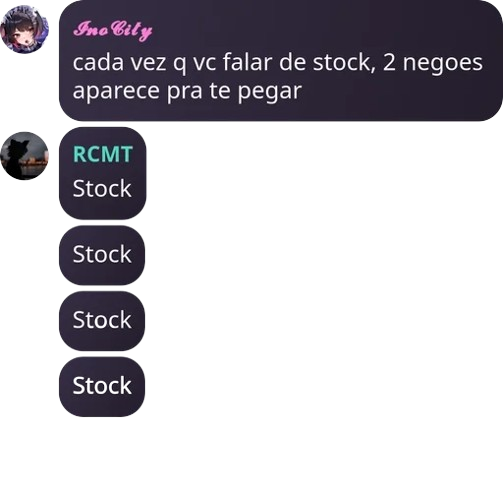 InoCity
cada vez q vc falar de stock, 2 negoes
aparece pra te pegar
RCMT
Stock
Stock
Stock
Stock